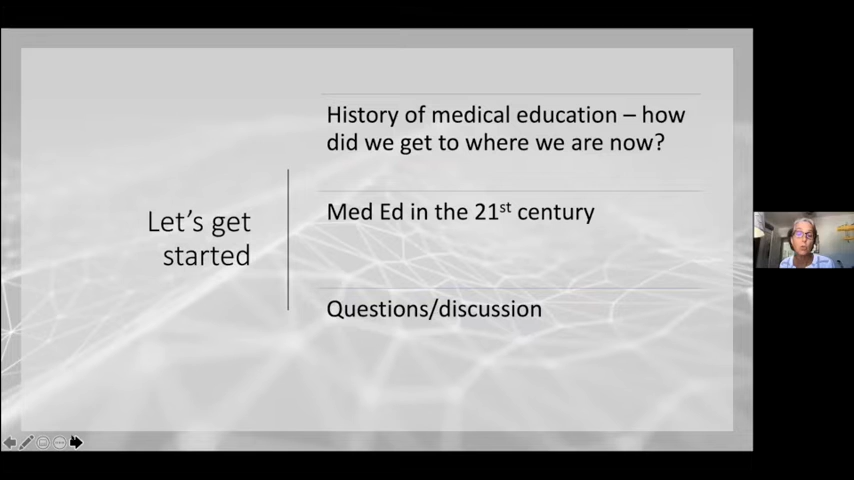 Let’s get
started
History of medical education – how
did we get to where we are now?
Med Ed in the 21st century
Questions/discussion